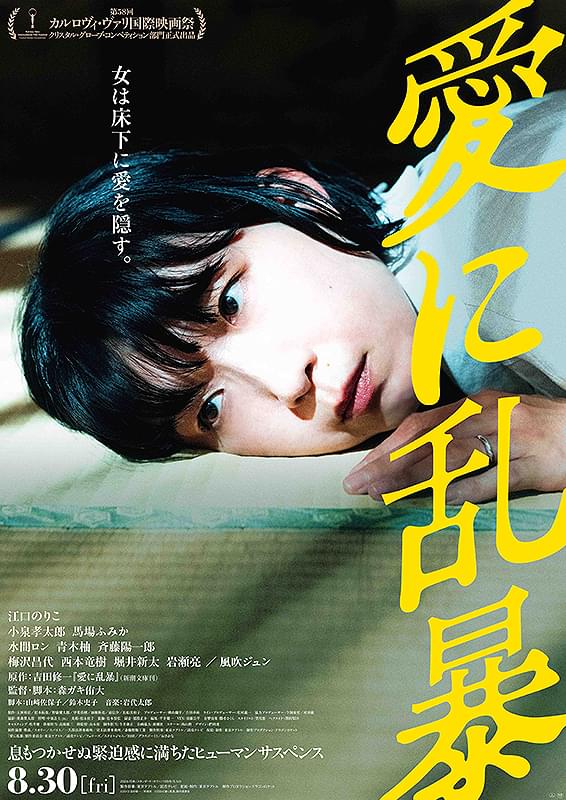 第58回
カルロヴィ・ヴァリ国際映画祭
クリスタル・グローブ・コンペティション部門正式出品
女は床下に愛を隠す。
愛に乱暴
江口のりこ
小泉孝太郎 馬場ふみか
水間ロン 青木柚 斉藤陽一郎
梅沢昌代 西本竜樹 堀井新太 岩瀬亮 / 風吹ジュン
原作：吉田修一『愛に乱暴』（新潮文庫刊）
監督・脚本：森ガキ侑大
脚本：山﨑佐保子／鈴木史子 音楽：岩代太郎
息もつかせぬ緊迫感に満ちたヒューマンサスペンス
8.30[fri]